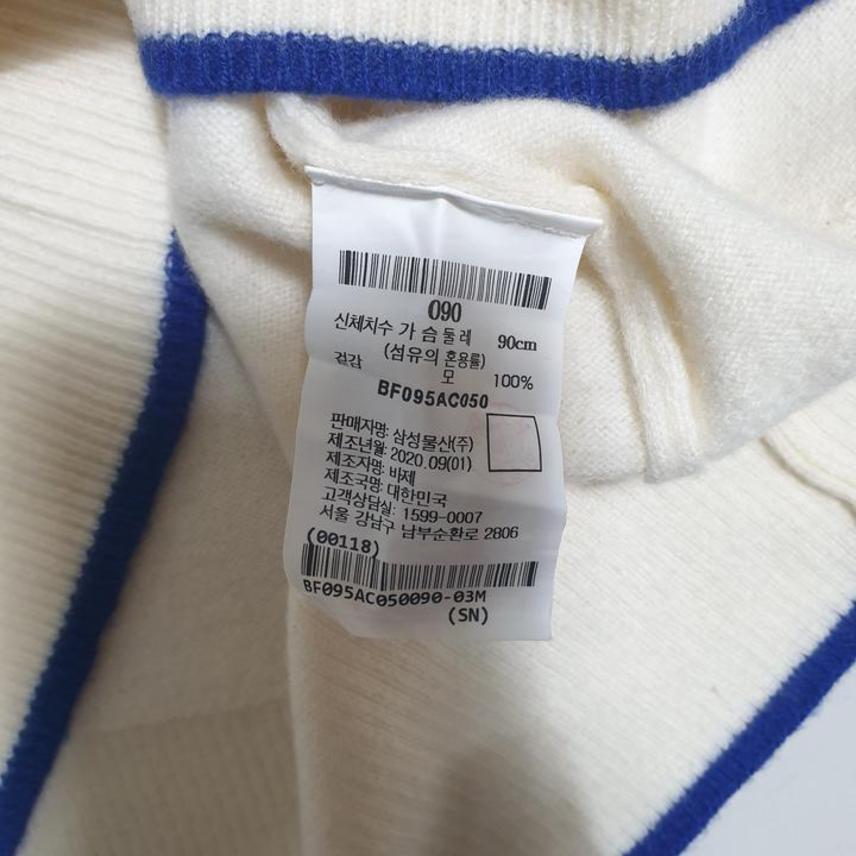 090
신체치수 가슴둘레 90cm
(섬유의 혼용률)
겉감 모 100%
BF095AC050
판매자명: 삼성물산(주)
제조년월: 2020.09(01)
제조자명: 바제
제조국명: 대한민국
고객상담실: 1599-0007
서울 강남구 남부순환로 2806
(00118)
BF095AC050090-03M
(SN)